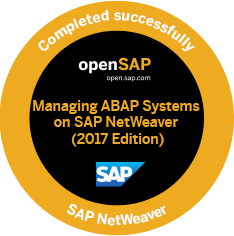 Completed successfully
openSAP
open.sap.com
Managing ABAP Systems
on SAP NetWeaver
(2017 Edition)
SAP
SAP NetWeaver